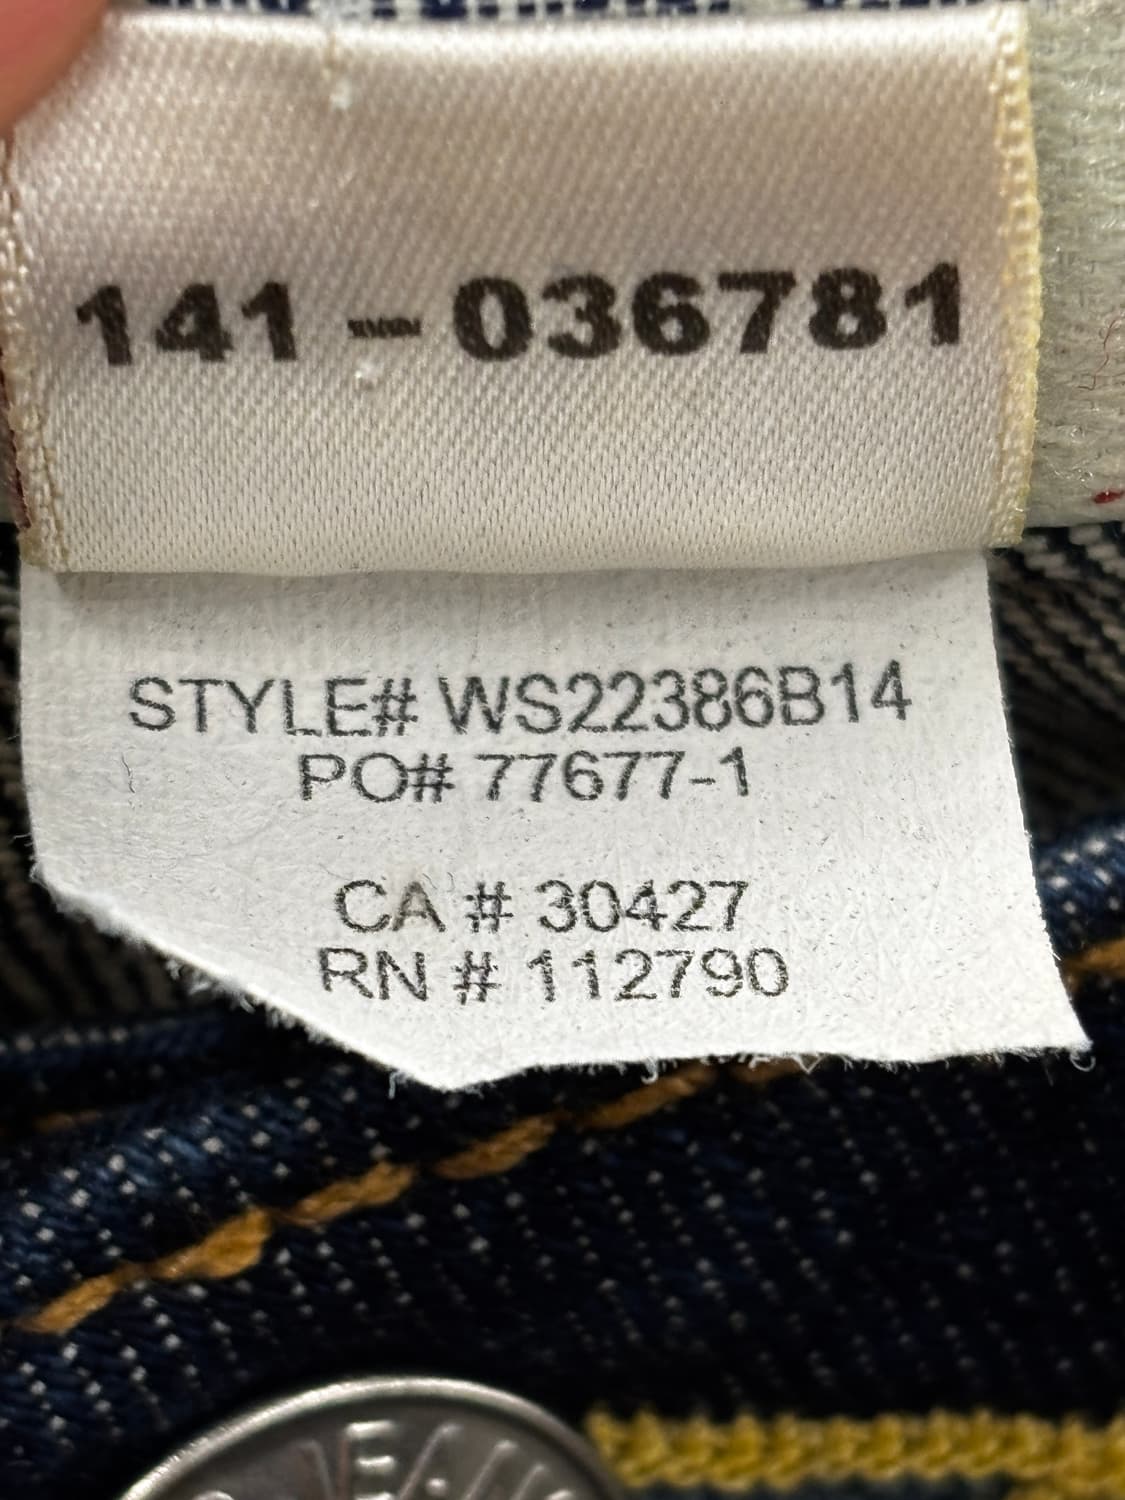 141-036781
STYLE# WS22386B14
PO# 77677-1
CA # 30427
RN # 112790